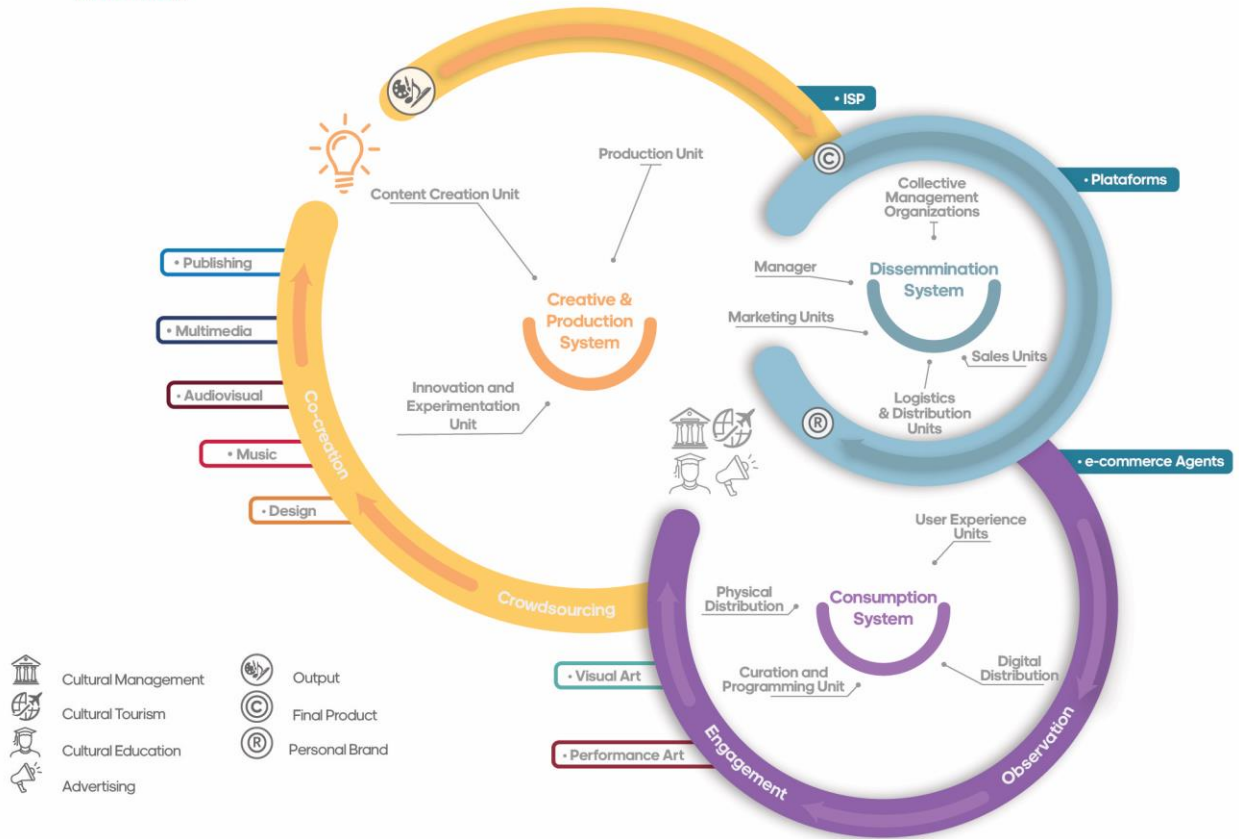 • ISP
Production Unit
Content Creation Unit
©
Collective
Management
Organizations
• Plataforms
• Publishing
Manager
Dissemmination
System
• Multimedia
Creative &
Production
System
Marketing Units
Sales Units
• Audiovisual
Innovation and
Experimentation
Unit
Logistics
& Distribution
Units
Co-creation
®
• Music
• e-commerce Agents
• Design
User Experience
Units
Crowdsourcing
Physical
Distribution
Consumption
System
Digital
Distribution
• Visual Art
Curation and
Programming Unit
Engagement
Observation
• Performance Art
Cultural Management
Cultural Tourism
Cultural Education
Advertising
Output
© Final Product
® Personal Brand